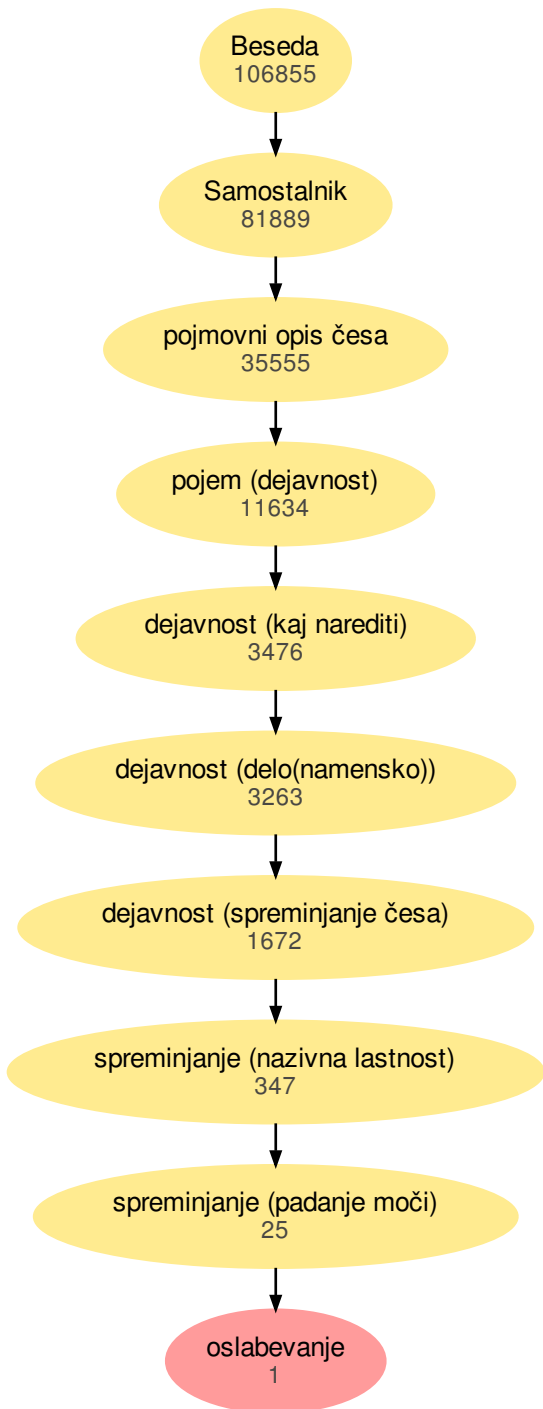 Beseda
106855
Samostalnik
81889
pojmovni opis česa
35555
pojem (dejavnost)
11634
dejavnost (kaj narediti)
3476
dejavnost (delo(namensko))
3263
dejavnost (spreminjanje česa)
1672
spreminjanje (nazivna lastnost)
347
spreminjanje (padanje moči)
25
oslabevanje
1